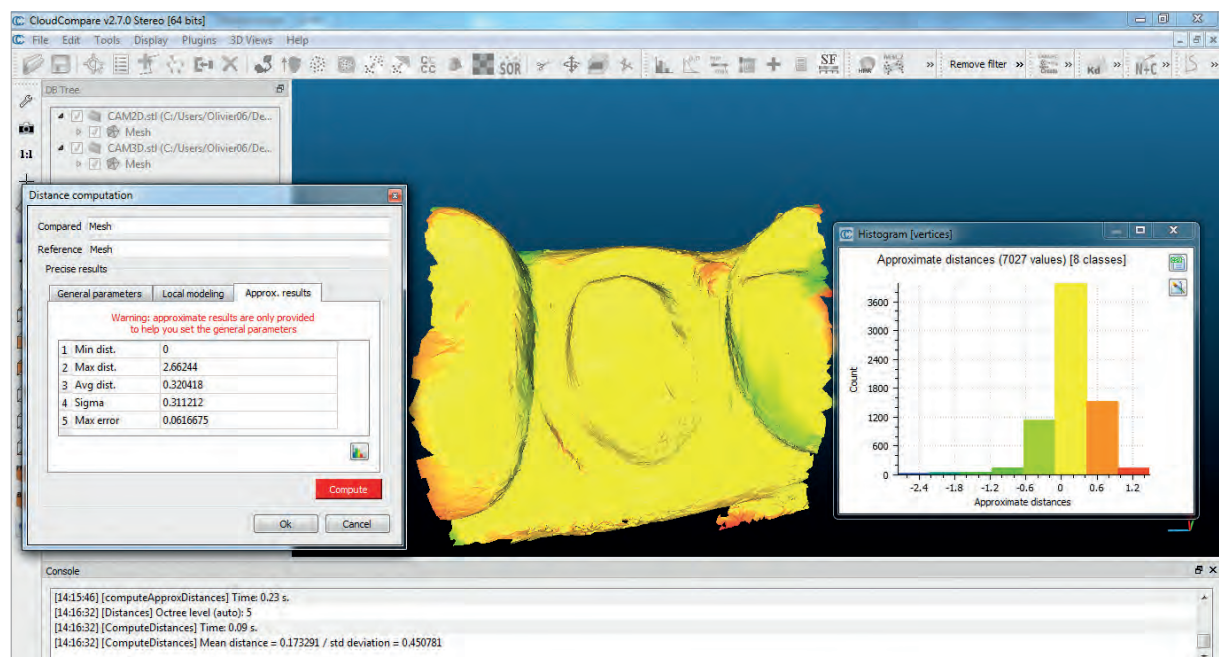 CloudCompare v2.7.0 Stereo [64 bits]
File Edit Tools Display Plugins 3D Views Help
SOR
SF
Remove filter
Kd
N+C
DB Tree
CAM2D.stl (C:/Users/Olivier06/De...
Mesh
CAM3D.stl (C:/Users/Olivier06/De...
Mesh
1:1
Distance computation
Compared Mesh
Reference Mesh
Precise results
General parameters Local modeling Approx. results
Warning: approximate results are only provided
to help you set the general parameters
1 Min dist. 0
2 Max dist. 2.66244
3 Avg dist. 0.320418
4 Sigma 0.311212
5 Max error 0.0616675
Compute
Ok Cancel
Histogram [vertices]
Approximate distances (7027 values) [8 classes]
3600
3000
2400
1800
1200
600
0
Count
-2.4 -1.8 -1.2 -0.6 0 0.6 1.2
Approximate distances
Console
[14:15:46] [computeApproxDistances] Time: 0.23 s.
[14:16:32] [Distances] Octree level (auto): 5
[14:16:32] [ComputeDistances] Time: 0.09 s.
[14:16:32] [ComputeDistances] Mean distance = 0.173291 / std deviation = 0.450781